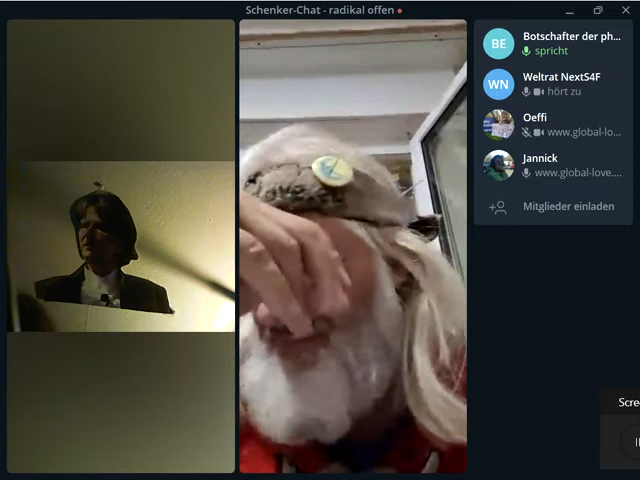 Schenker-Chat - radikal offen
BE
Botschafter der ph...
spricht
WN
Weltrat NextS4F
hört zu
Oeffi
www.global-lo...
Jannick
www.global-love....
Mitglieder einladen
Scre